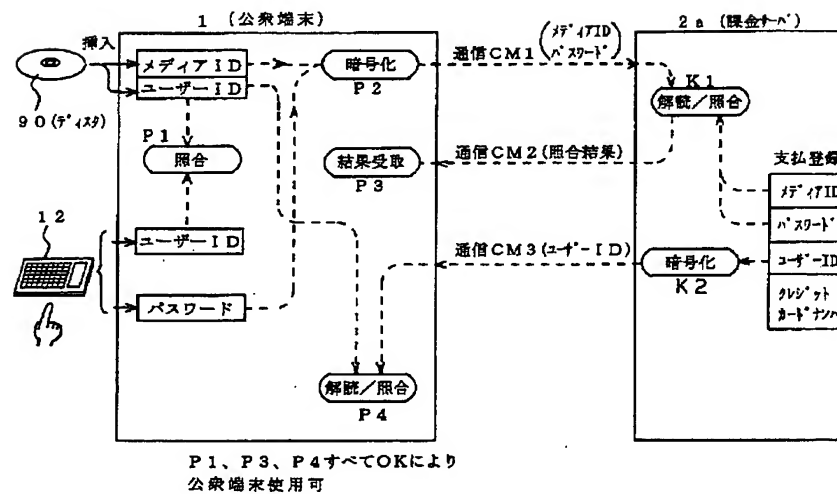 1 (公衆端末)
2a (課金サーバ)
挿入
メディアID
ユーザーID
90(ディスク)
暗号化
P2
通信CM1(メディアID
パスワード)
K1
解読/照合
P1
照合
結果受取
P3
通信CM2(照合結果)
支払登録
メディアID
パスワード
ユーザーID
クレジット
カードナンバ
12
ユーザーID
パスワード
通信CM3(ユーザーID)
暗号化
K2
解読/照合
P4
P1、P3、P4すべてOKにより
公衆端末使用可